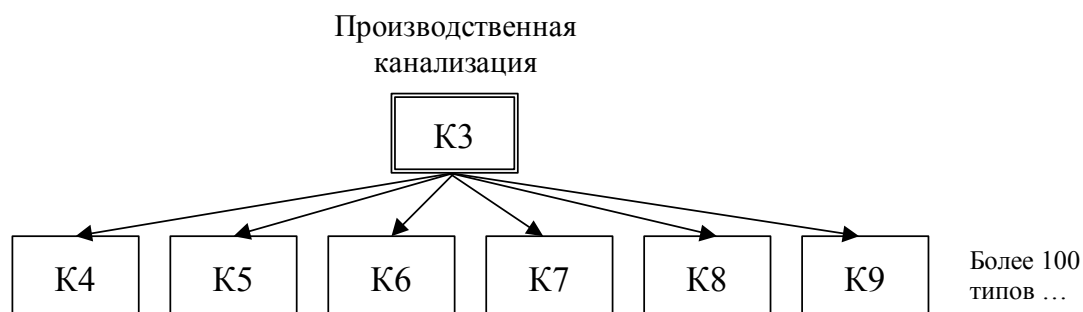 Производственная
канализация
К3
К4 К5 К6 К7 К8 К9
Более 100
типов …